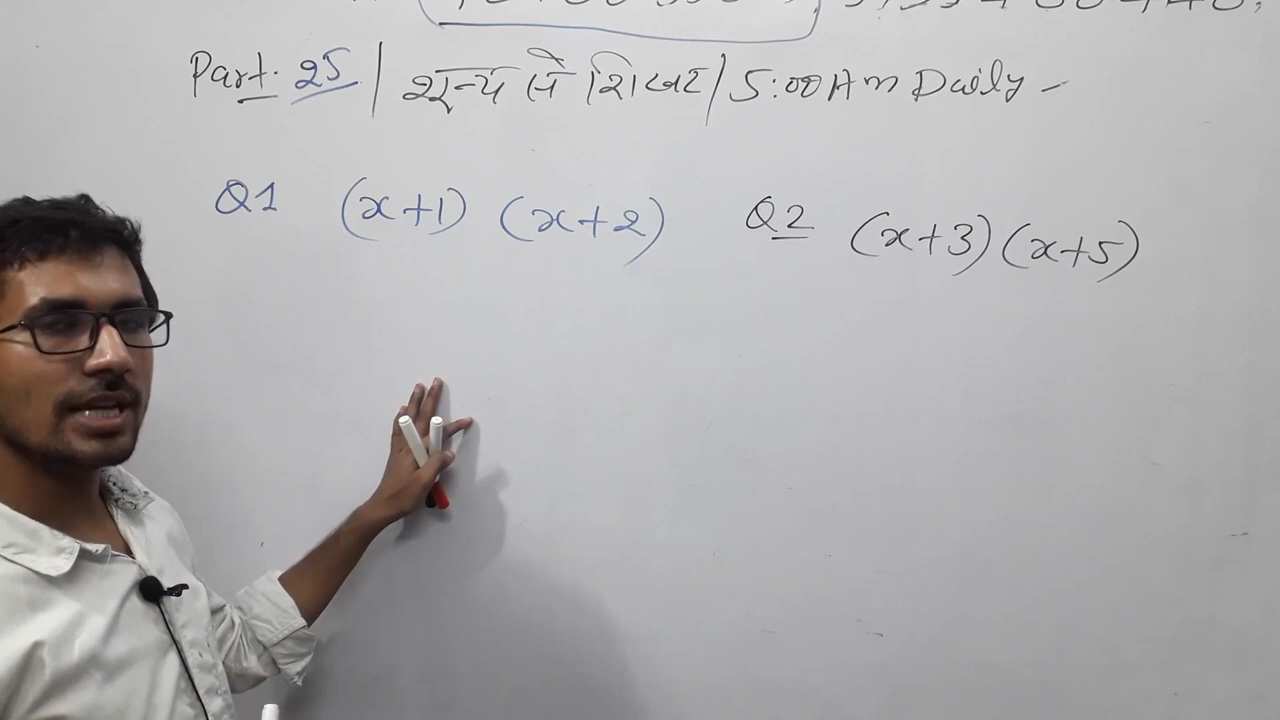 Part. 25 | शून्य से शिखर | 5:00 Am Daily -
Q1 (x+1) (x+2) Q2 (x+3)(x+5)